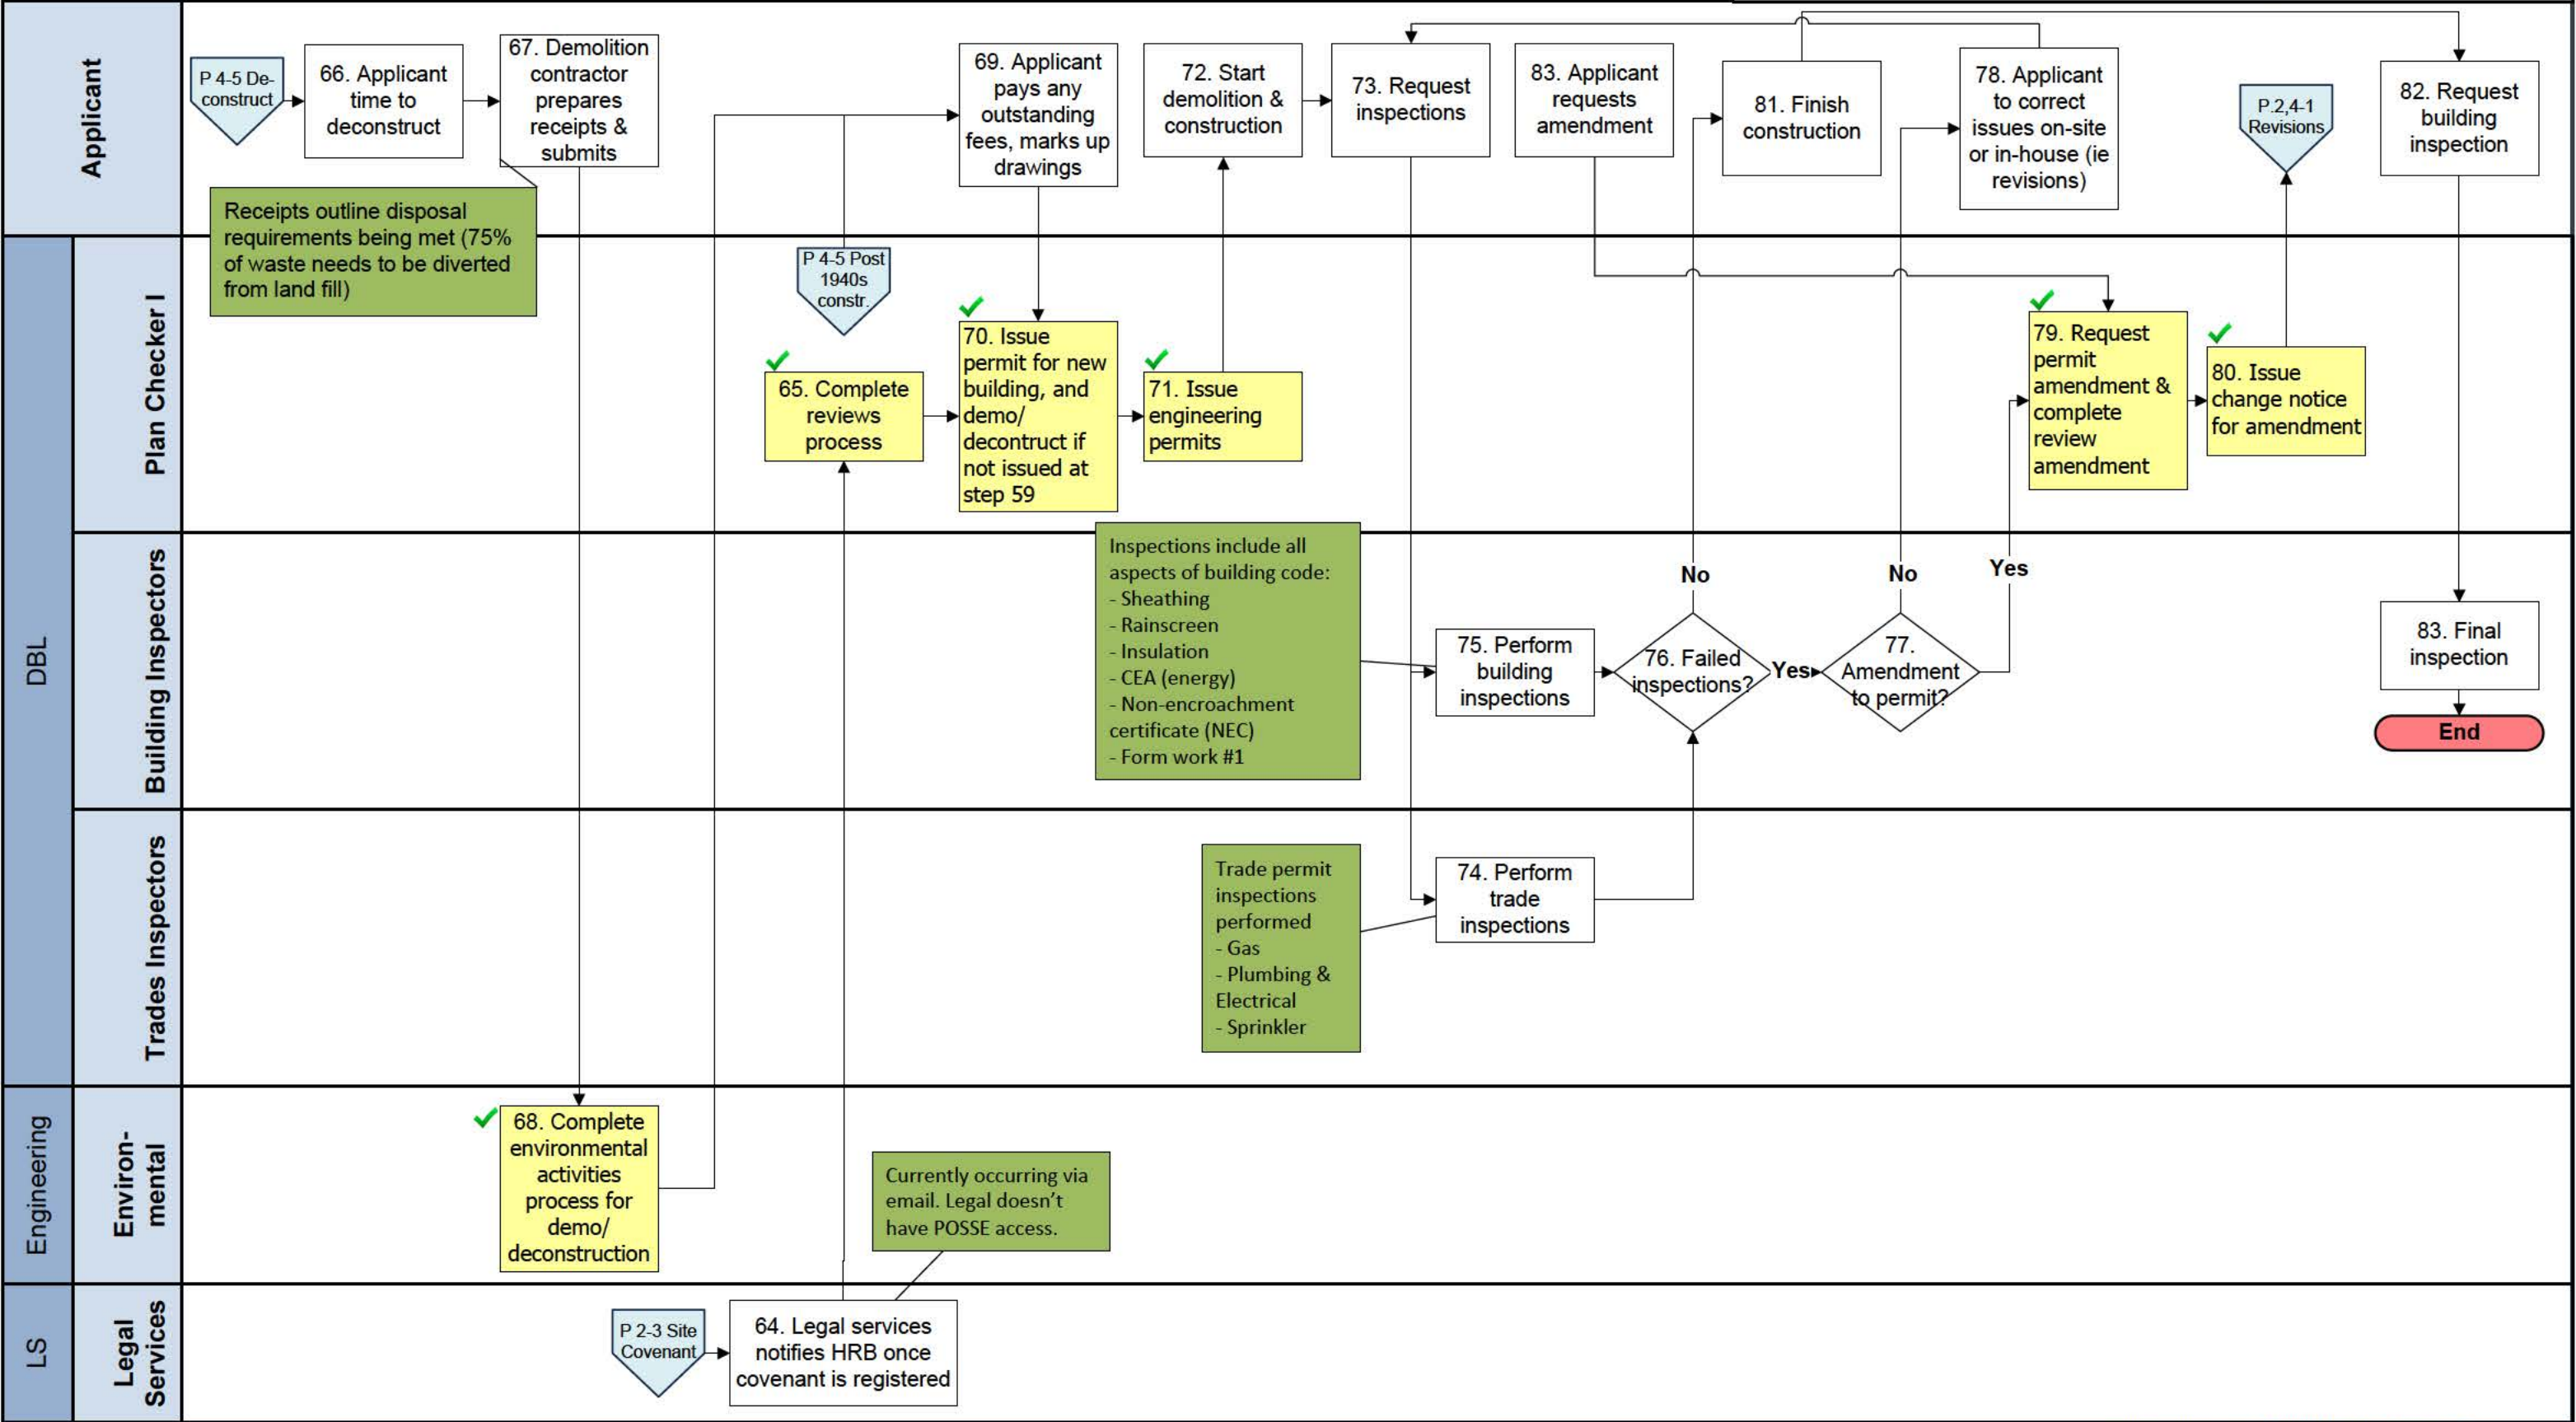 Applicant
P 4-5 De-
construct
66. Applicant
time to
deconstruct
67. Demolition
contractor
prepares
receipts &
submits
Receipts outline disposal
requirements being met (75%
of waste needs to be diverted
from land fill)
69. Applicant
pays any
outstanding
fees, marks up
drawings
72. Start
demolition &
construction
73. Request
inspections
83. Applicant
requests
amendment
81. Finish
construction
78. Applicant
to correct
issues on-site
or in-house (ie
revisions)
P.2,4-1
Revisions
82. Request
building
inspection
DBL
Plan Checker I
P 4-5 Post
1940s
constr.
65. Complete
reviews
process
70. Issue
permit for new
building, and
demo/
decontruct if
not issued at
step 59
71. Issue
engineering
permits
79. Request
permit
amendment &
complete
review
amendment
80. Issue
change notice
for amendment
Building Inspectors
Inspections include all
aspects of building code:
- Sheathing
- Rainscreen
- Insulation
- CEA (energy)
- Non-encroachment
certificate (NEC)
- Form work #1
75. Perform
building
inspections
No
76. Failed
inspections?
Yes
No
77.
Amendment
to permit?
Yes
83. Final
inspection
End
Trades Inspectors
Trade permit
inspections
performed
- Gas
- Plumbing &
Electrical
- Sprinkler
74. Perform
trade
inspections
Engineering
Environ-
mental
68. Complete
environmental
activities
process for
demo/
deconstruction
Currently occurring via
email. Legal doesn't
have POSSE access.
LS
Legal
Services
P 2-3 Site
Covenant
64. Legal services
notifies HRB once
covenant is registered